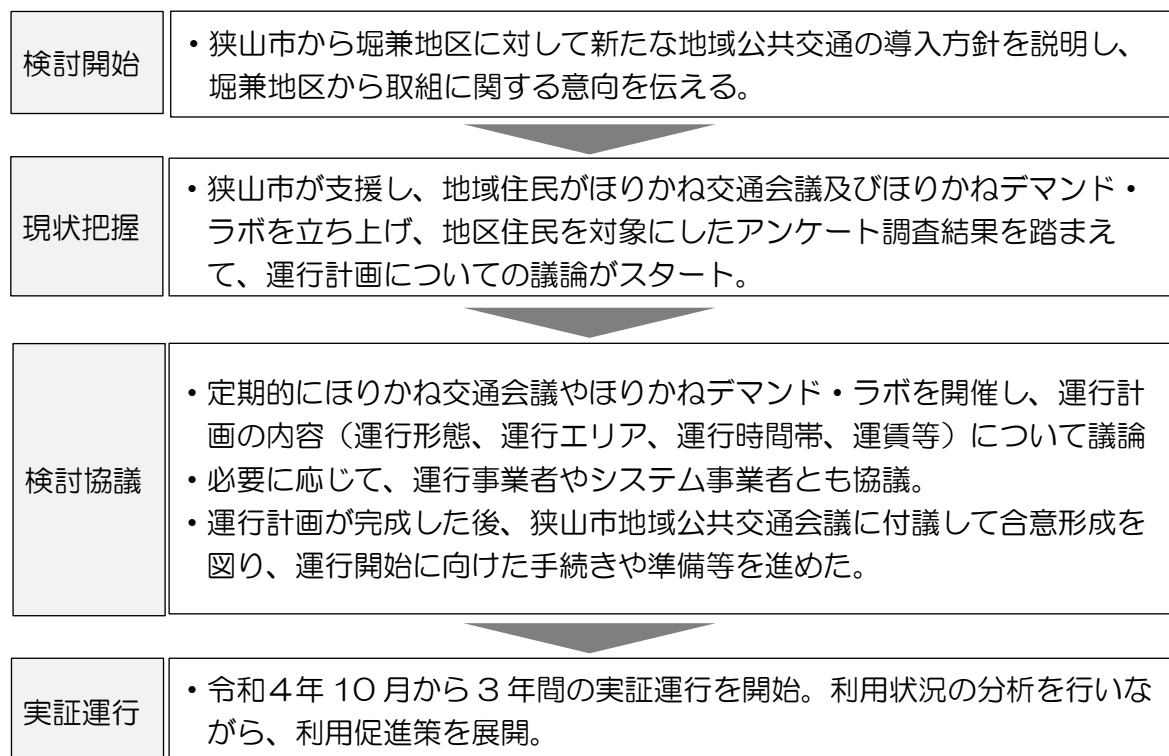 検討開始
・狭山市から堀兼地区に対して新たな地域公共交通の導入方針を説明し、
堀兼地区から取組に関する意向を伝える。
現状把握
・狭山市が支援し、地域住民がほりかね交通会議及びほりかねデマンド・
ラボを立ち上げ、地区住民を対象にしたアンケート調査結果を踏まえ
て、運行計画についての議論がスタート。
検討協議
・定期的にほりかね交通会議やほりかねデマンド・ラボを開催し、運行計
画の内容（運行形態、運行エリア、運行時間帯、運賃等）について議論
・必要に応じて、運行事業者やシステム事業者とも協議。
・運行計画が完成した後、狭山市地域公共交通会議に付議して合意形成を
図り、運行開始に向けた手続きや準備等を進めた。
実証運行
・令和４年 10 月から 3 年間の実証運行を開始。利用状況の分析を行いな
がら、利用促進策を展開。